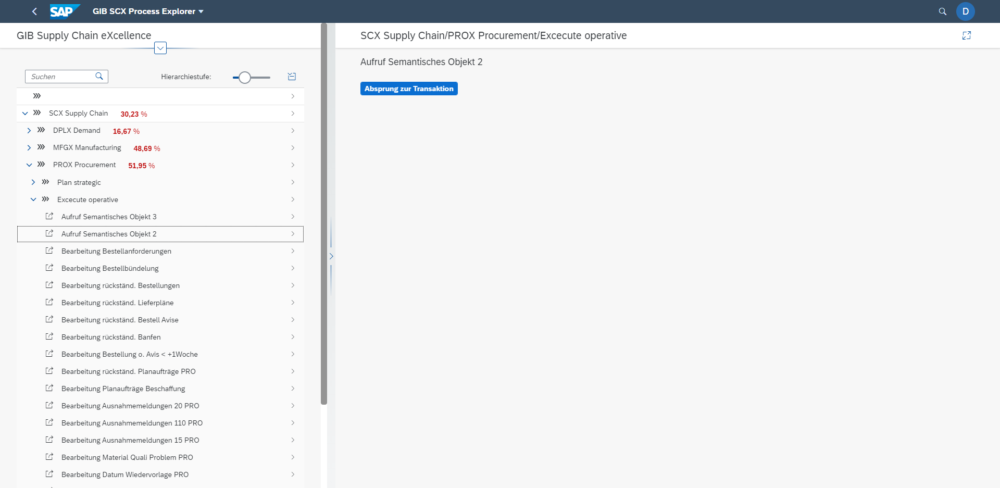 SAP GIB SCX Process Explorer
D
GIB Supply Chain eXcellence
SCX Supply Chain/PROX Procurement/Excecute operative
Aufruf Semantisches Objekt 2
Absprung zur Transaktion
Suchen
Hierarchiestufe:
SCX Supply Chain 30,23 %
DPLX Demand 16,67 %
MFGX Manufacturing 48,69 %
PROX Procurement 51,95 %
Plan strategic
Excecute operative
Aufruf Semantisches Objekt 3
Aufruf Semantisches Objekt 2
Bearbeitung Bestellanforderungen
Bearbeitung Bestellbündelung
Bearbeitung rückständ. Bestellungen
Bearbeitung rückständ. Lieferpläne
Bearbeitung rückständ. Bestell Avise
Bearbeitung rückständ. Banfen
Bearbeitung Bestellung o. Avis < +1Woche
Bearbeitung rückständ. Planaufträge PRO
Bearbeitung Planaufträge Beschaffung
Bearbeitung Ausnahmemeldungen 20 PRO
Bearbeitung Ausnahmemeldungen 110 PRO
Bearbeitung Ausnahmemeldungen 15 PRO
Bearbeitung Material Quali Problem PRO
Bearbeitung Datum Wiedervorlage PRO